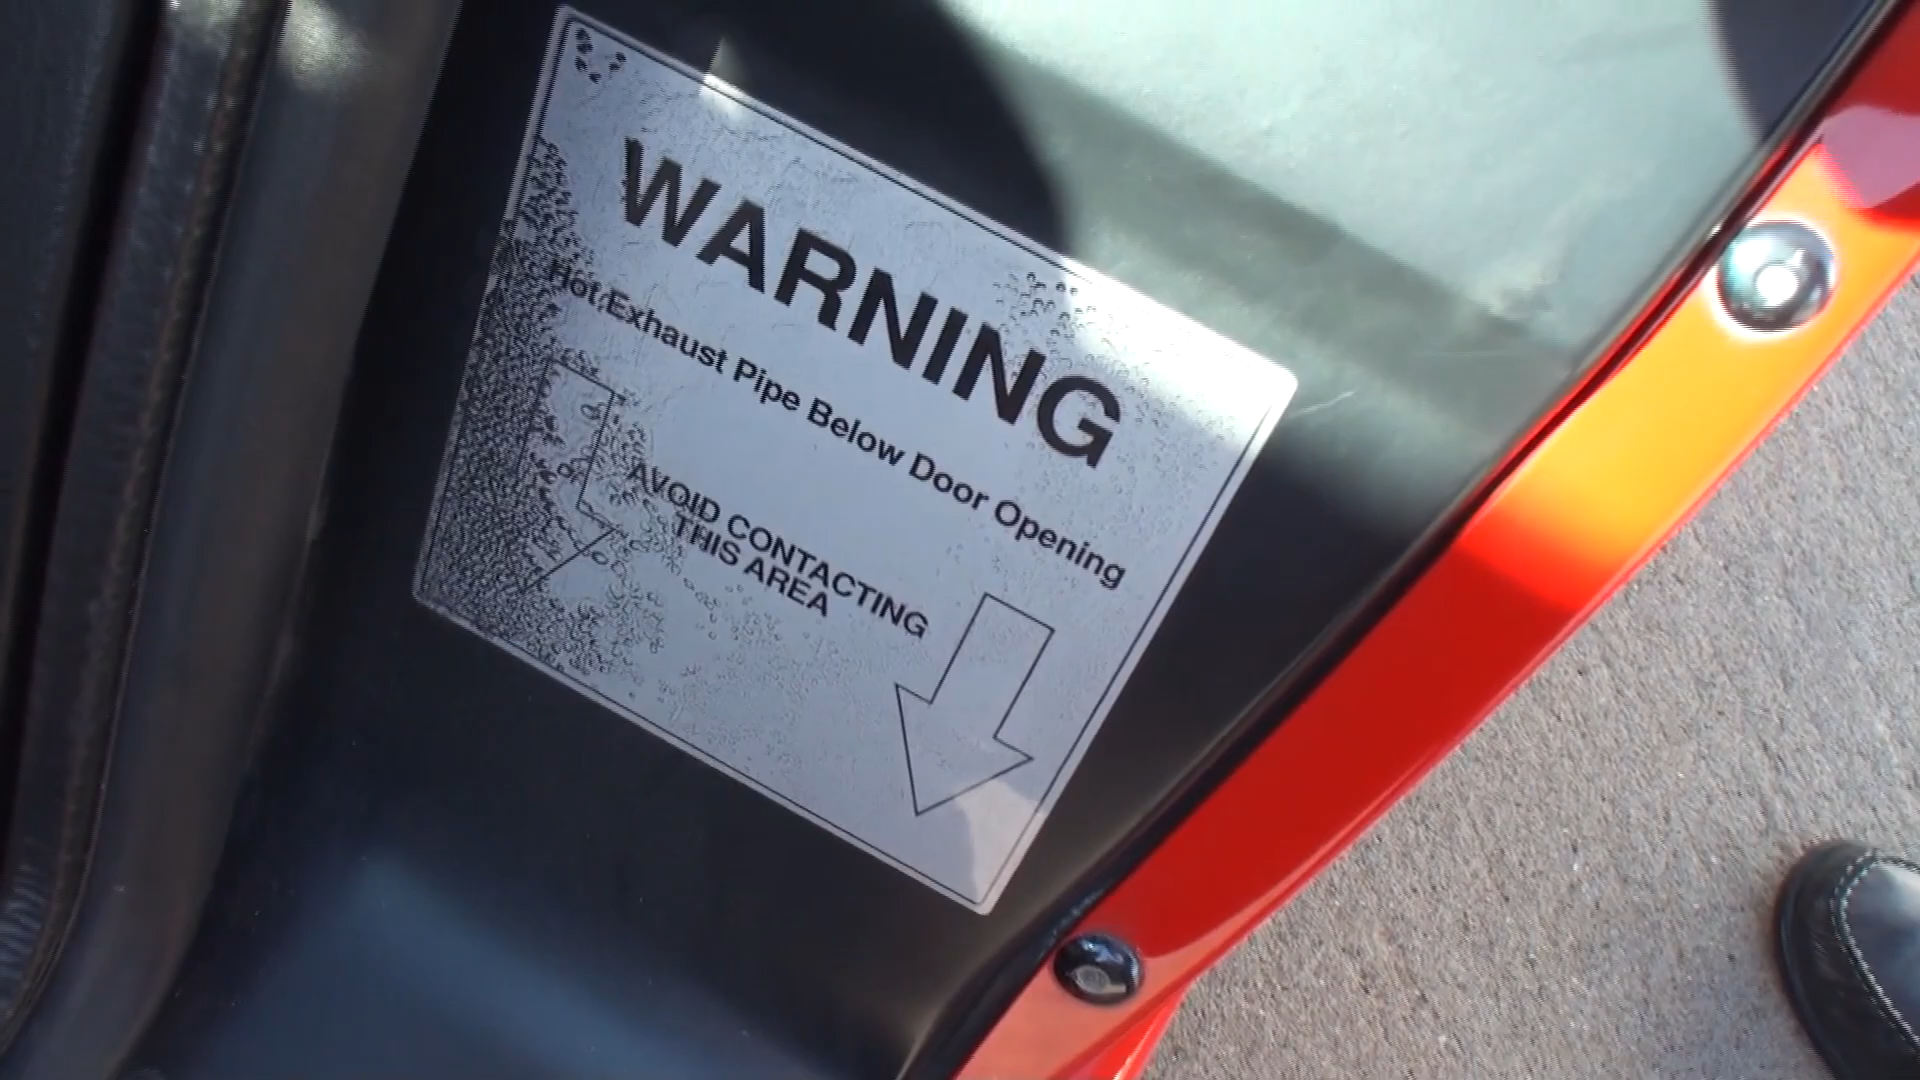 WARNING
Hot Exhaust Pipe Below Door Opening
AVOID CONTACTING
THIS AREA